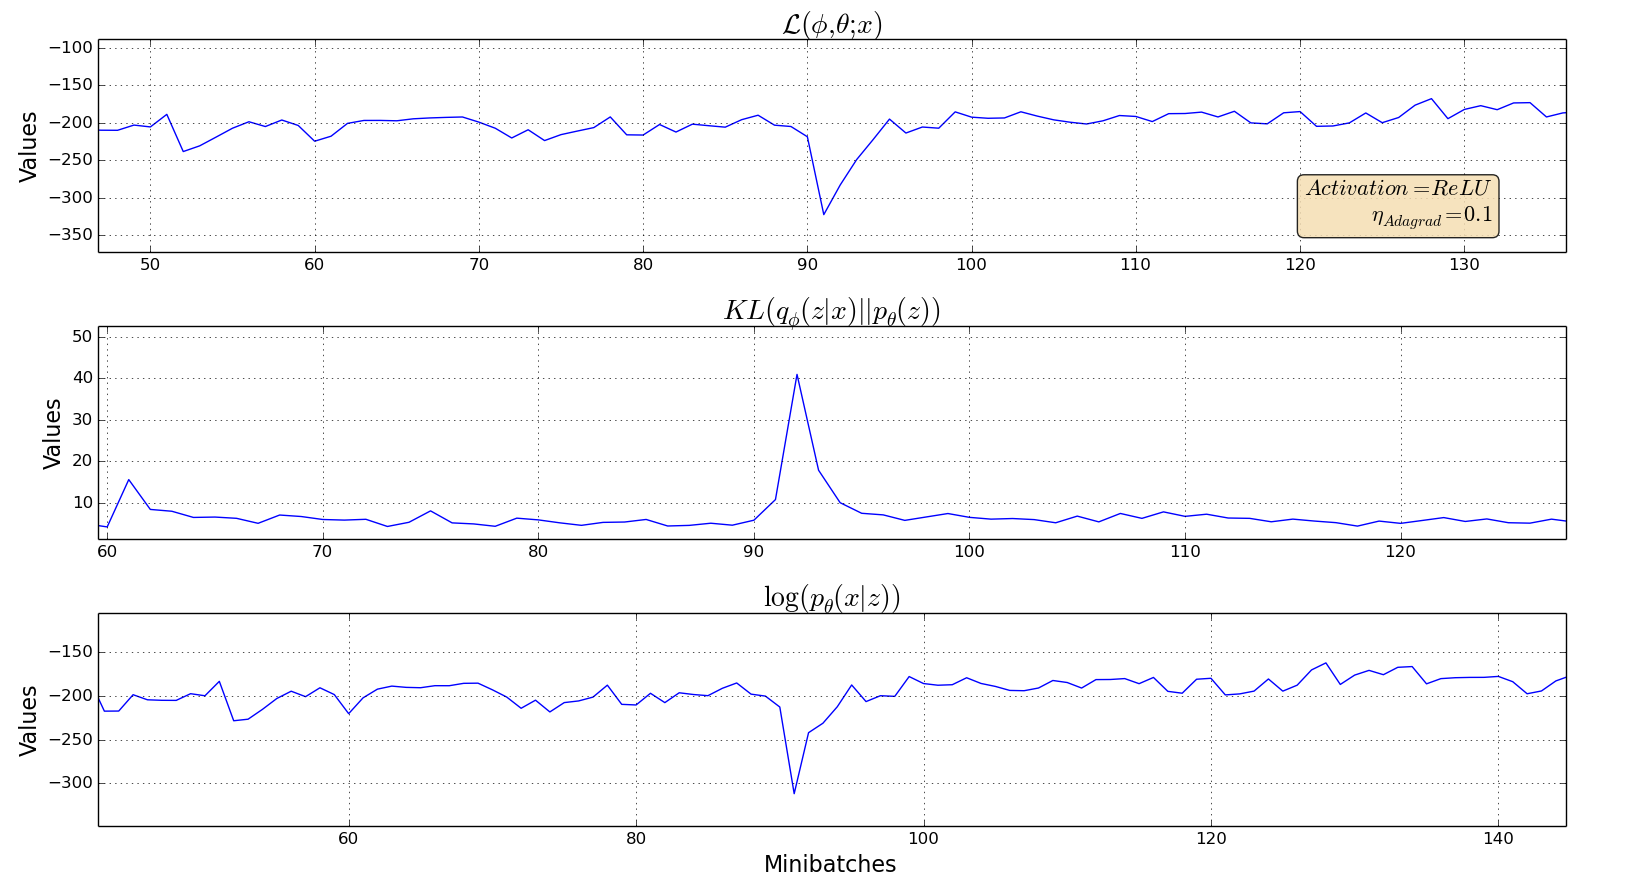 ℒ(ϕ,θ;x)
Values
−100
−150
−200
−250
−300
−350
50 60 70 80 90 100 110 120 130
Activation=ReLU
η_Adagrad=0.1
KL(q_ϕ(z|x)||p_θ(z))
Values
50
40
30
20
10
60 70 80 90 100 110 120
log(p_θ(x|z))
Values
−150
−200
−250
−300
60 80 100 120 140
Minibatches